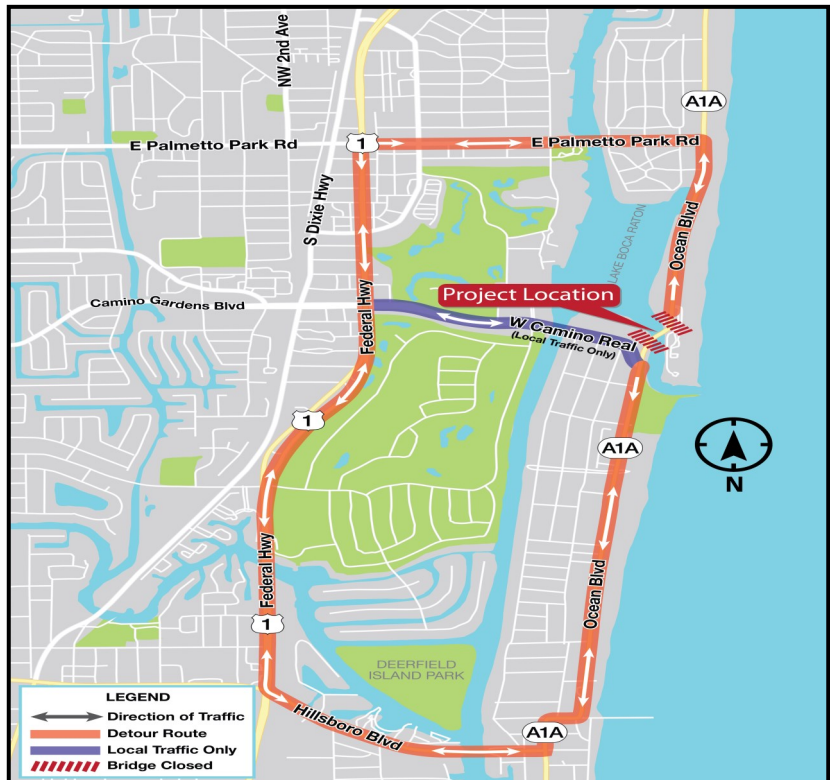 NW 2nd Ave
A1A
1
E Palmetto Park Rd
E Palmetto Park Rd
S Dixie Hwy
LAKE BOCA RATON
Ocean Blvd
Project Location
Camino Gardens Blvd
Federal Hwy
W Camino Real
(Local Traffic Only)
1
A1A
N
Federal Hwy
Ocean Blvd
1
DEERFIELD
ISLAND PARK
Hillsboro Blvd
A1A
LEGEND
Direction of Traffic
Detour Route
Local Traffic Only
Bridge Closed